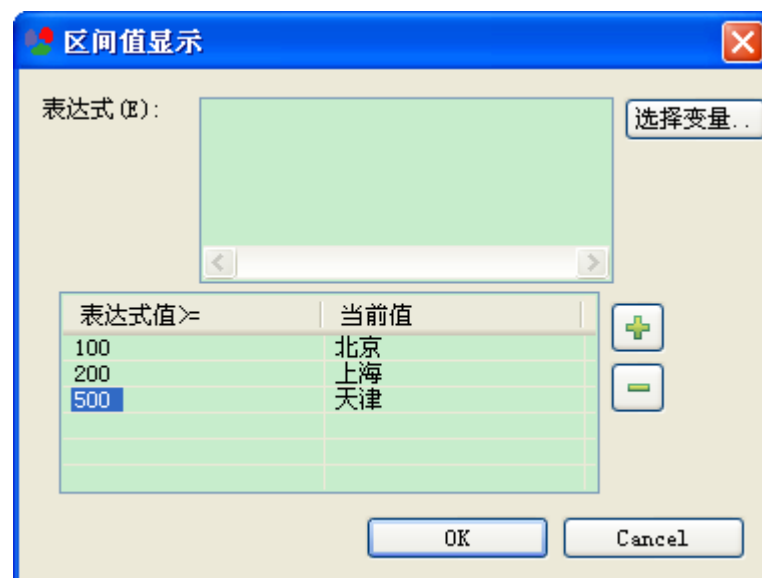 区间值显示
表达式(E):
选择变量..
表达式值>= 当前值
100 北京
200 上海
500 天津
OK Cancel